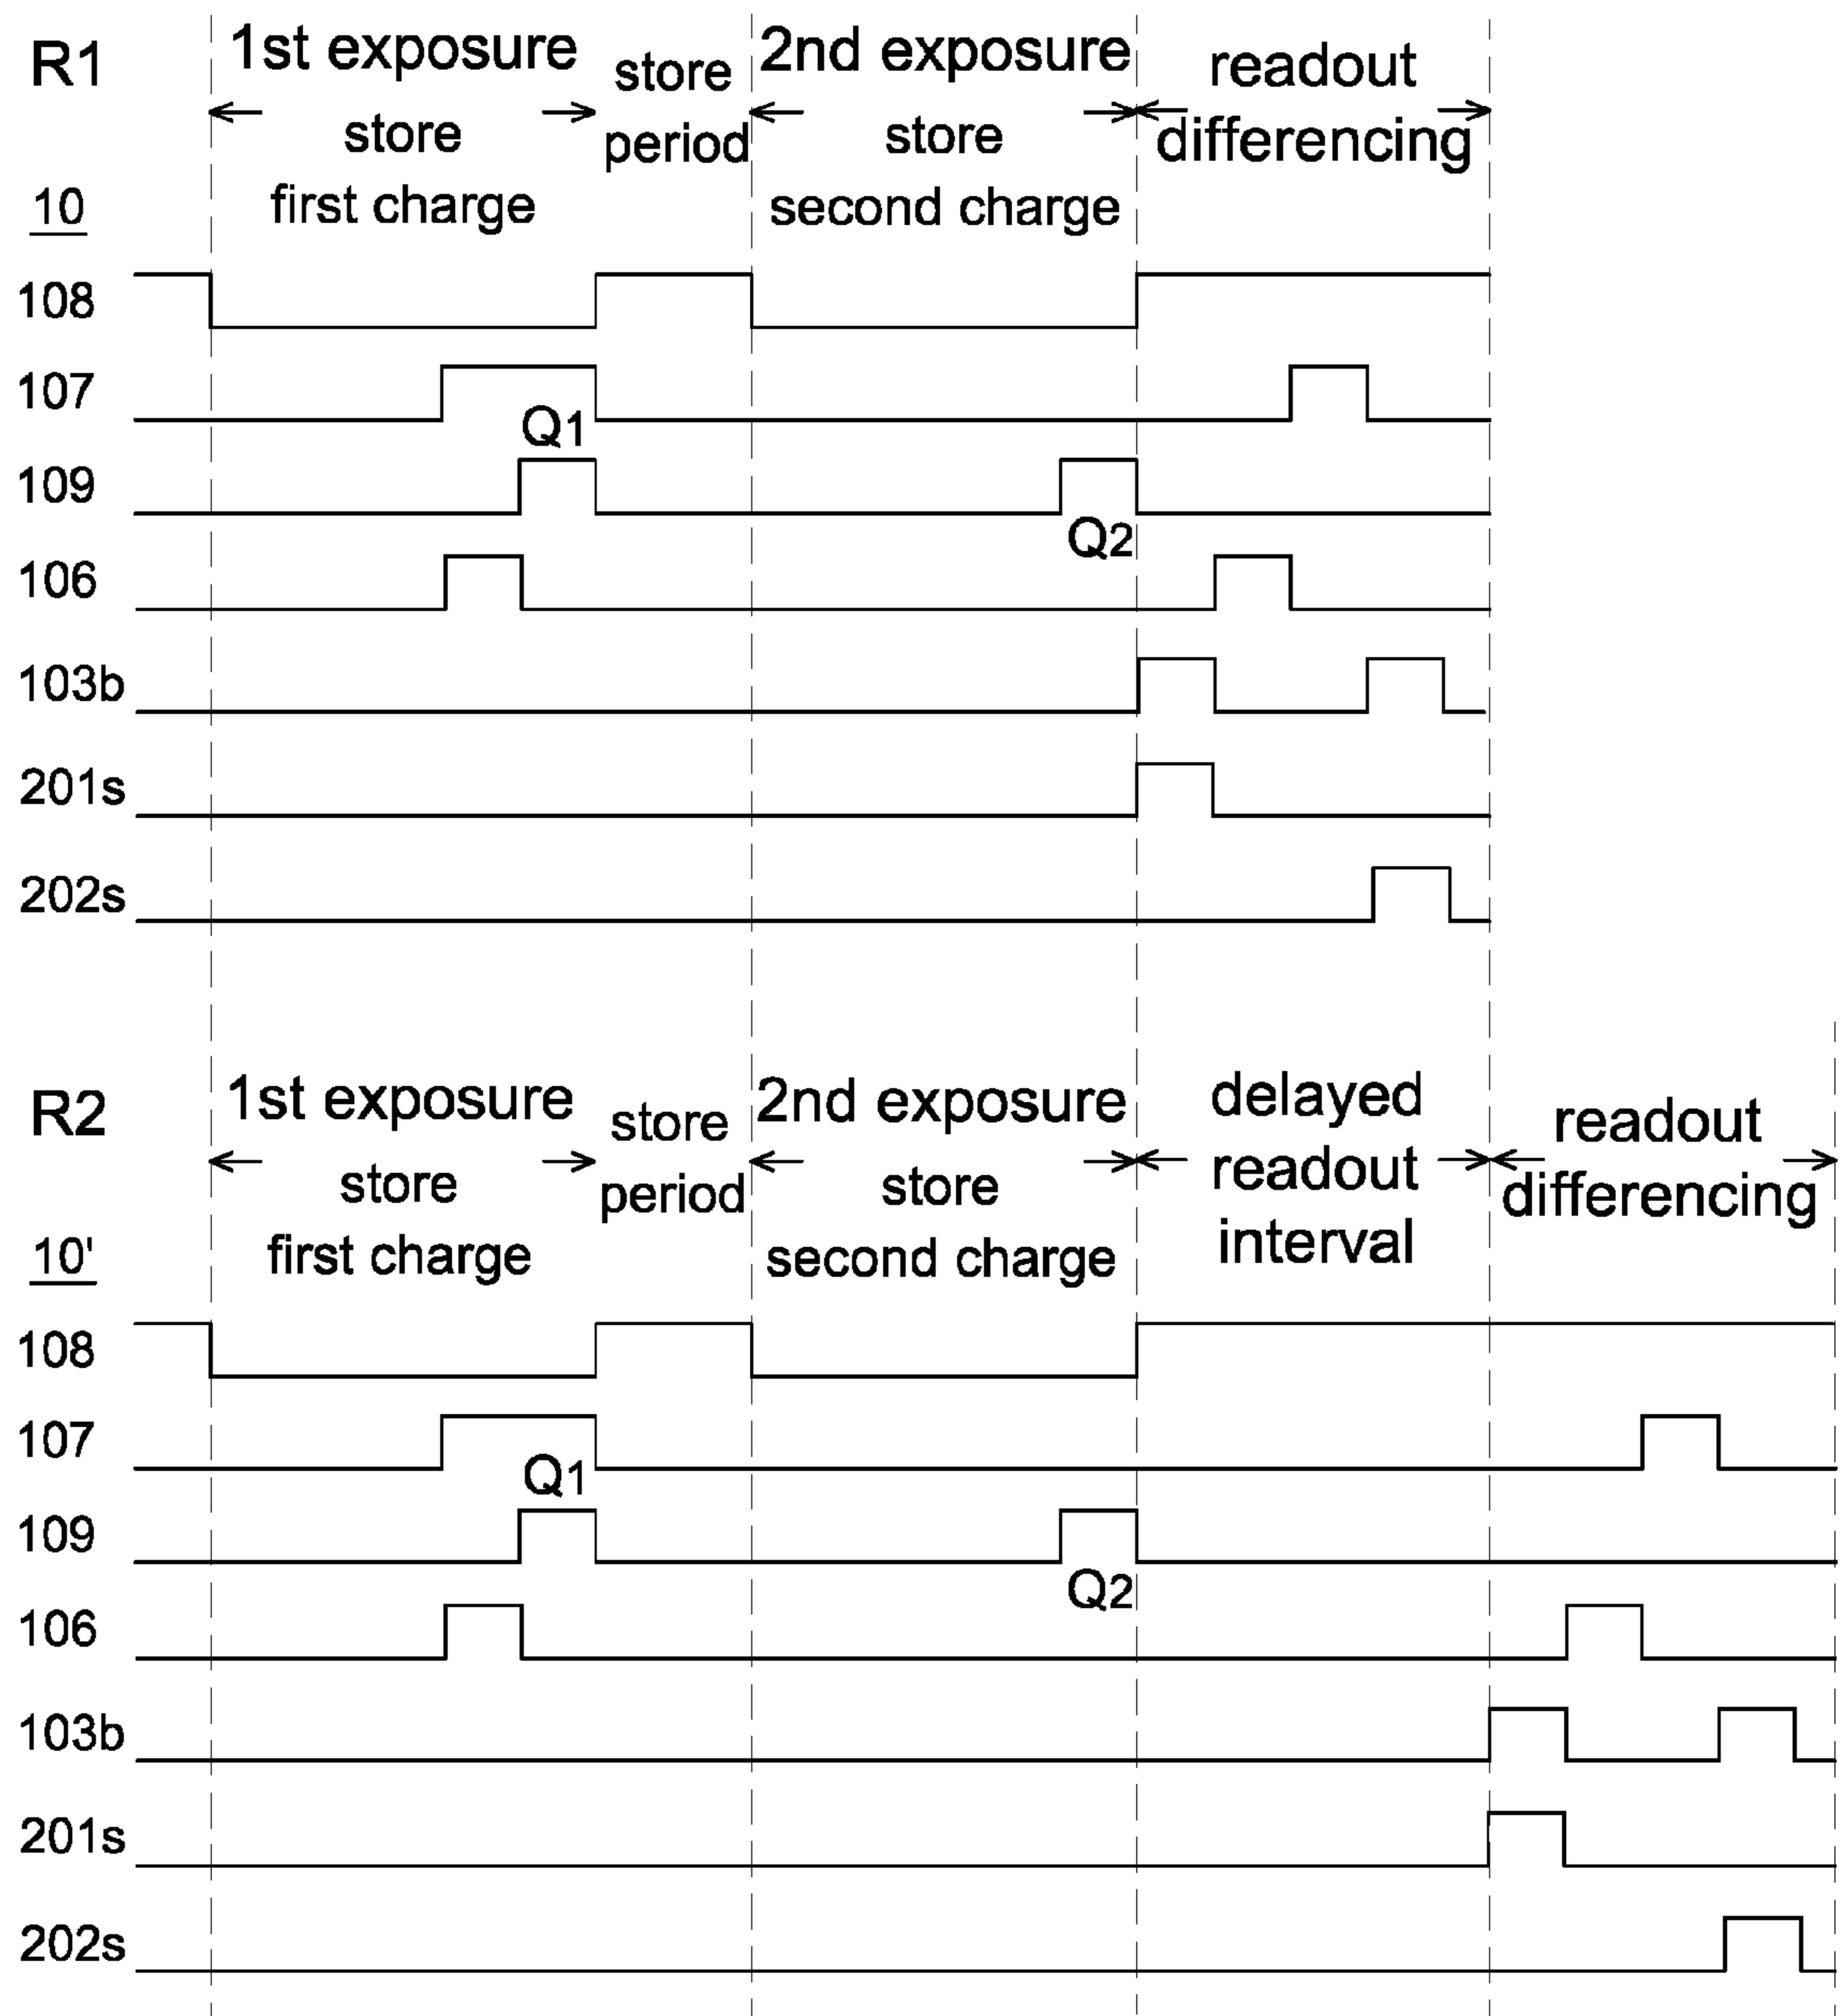 R1
1st exposure
store
first charge
store
period
2nd exposure
store
second charge
readout
differencing
10
108
107
Q1
109
Q2
106
103b
201s
202s
R2
1st exposure
store
first charge
store
period
2nd exposure
store
second charge
delayed
readout
interval
readout
differencing
10'
108
107
Q1
109
Q2
106
103b
201s
202s